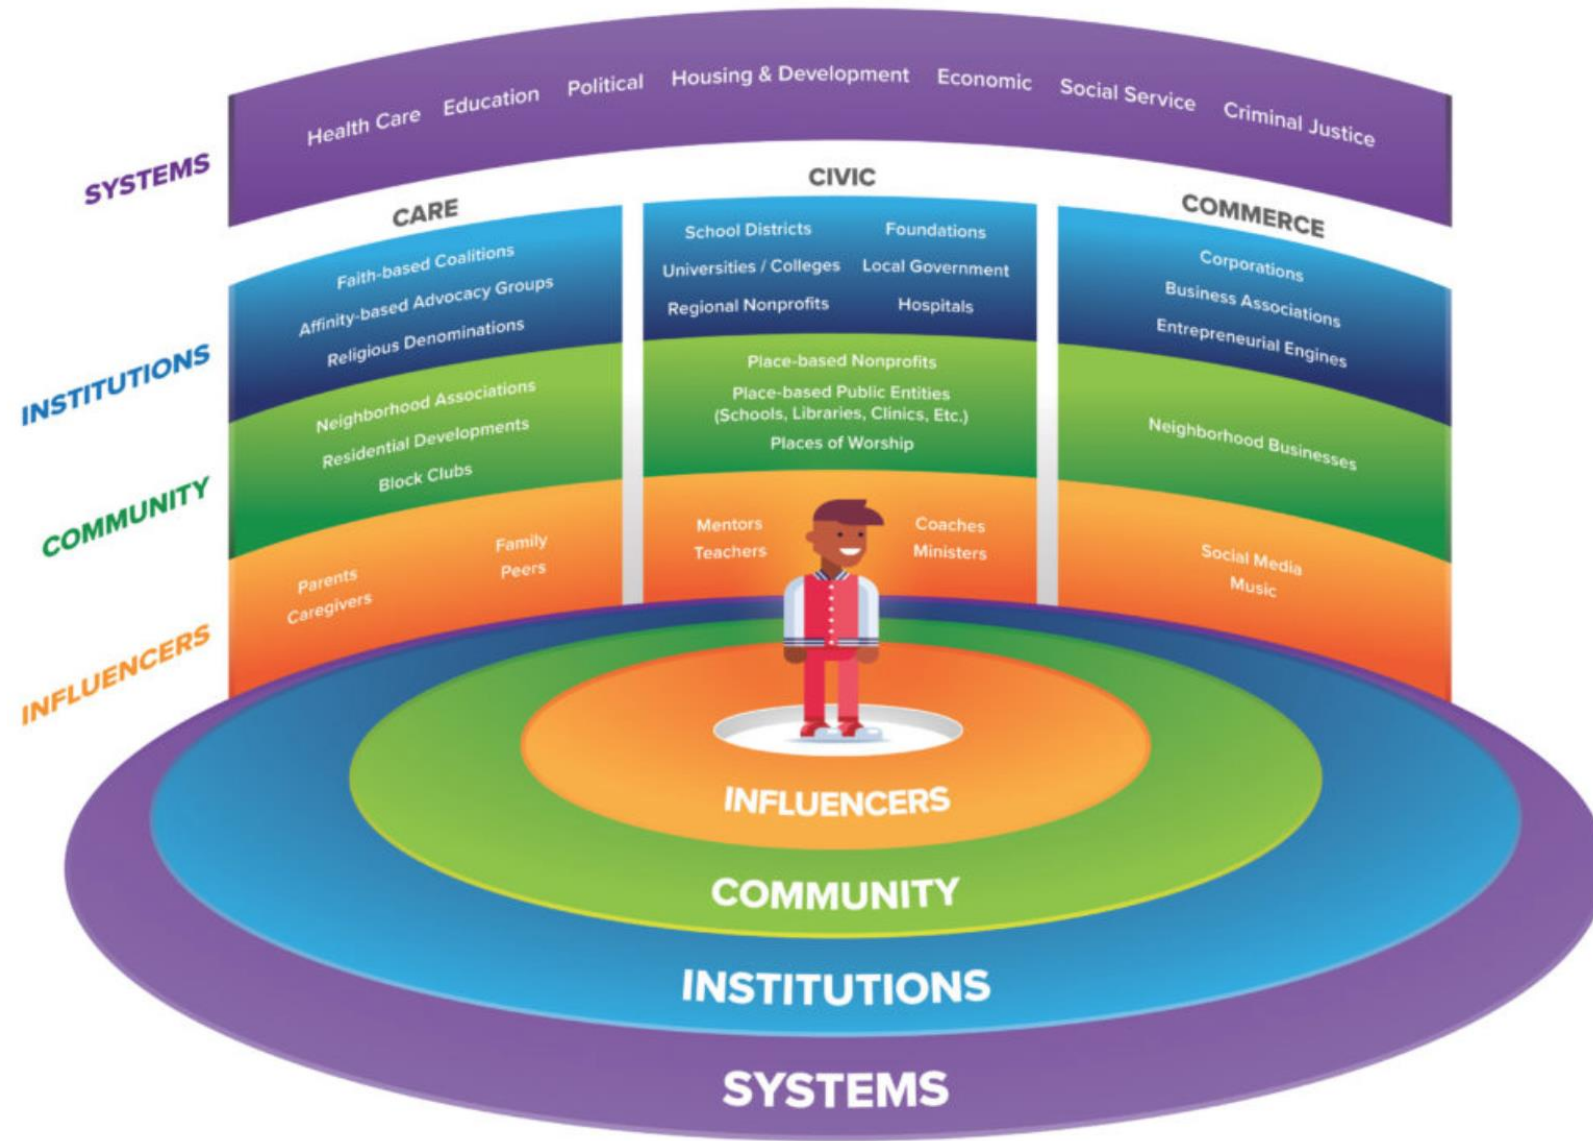 SYSTEMS
Health Care
Education
Political
Housing & Development
Economic
Social Service
Criminal Justice
CARE
CIVIC
COMMERCE
INSTITUTIONS
Faith-based Coalitions
Affinity-based Advocacy Groups
Religious Denominations
School Districts
Foundations
Universities / Colleges
Local Government
Regional Nonprofits
Hospitals
Corporations
Business Associations
Entrepreneurial Engines
COMMUNITY
Neighborhood Associations
Residential Developments
Block Clubs
Place-based Nonprofits
Place-based Public Entities
(Schools, Libraries, Clinics, Etc.)
Places of Worship
Neighborhood Businesses
INFLUENCERS
Parents
Caregivers
Family
Peers
Mentors
Teachers
Coaches
Ministers
Social Media
Music
INFLUENCERS
COMMUNITY
INSTITUTIONS
SYSTEMS